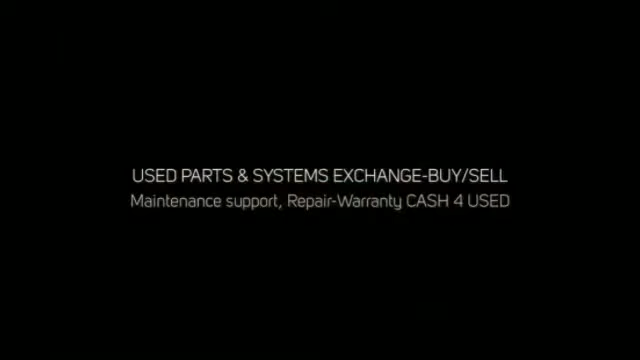 USED PARTS & SYSTEMS EXCHANGE-BUY/SELL
Maintenance support, Repair-Warranty CASH 4 USED